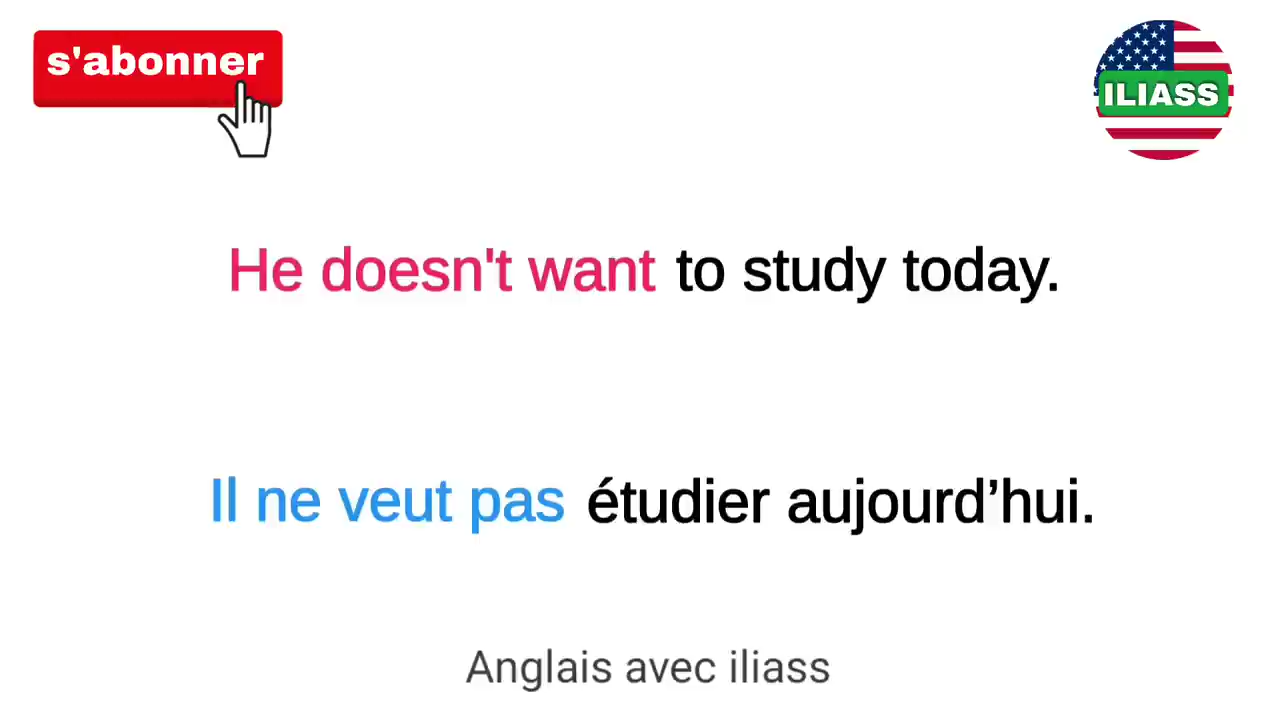 s'abonner
ILIASS
He doesn't want to study today.
Il ne veut pas étudier aujourd’hui.
Anglais avec iliass